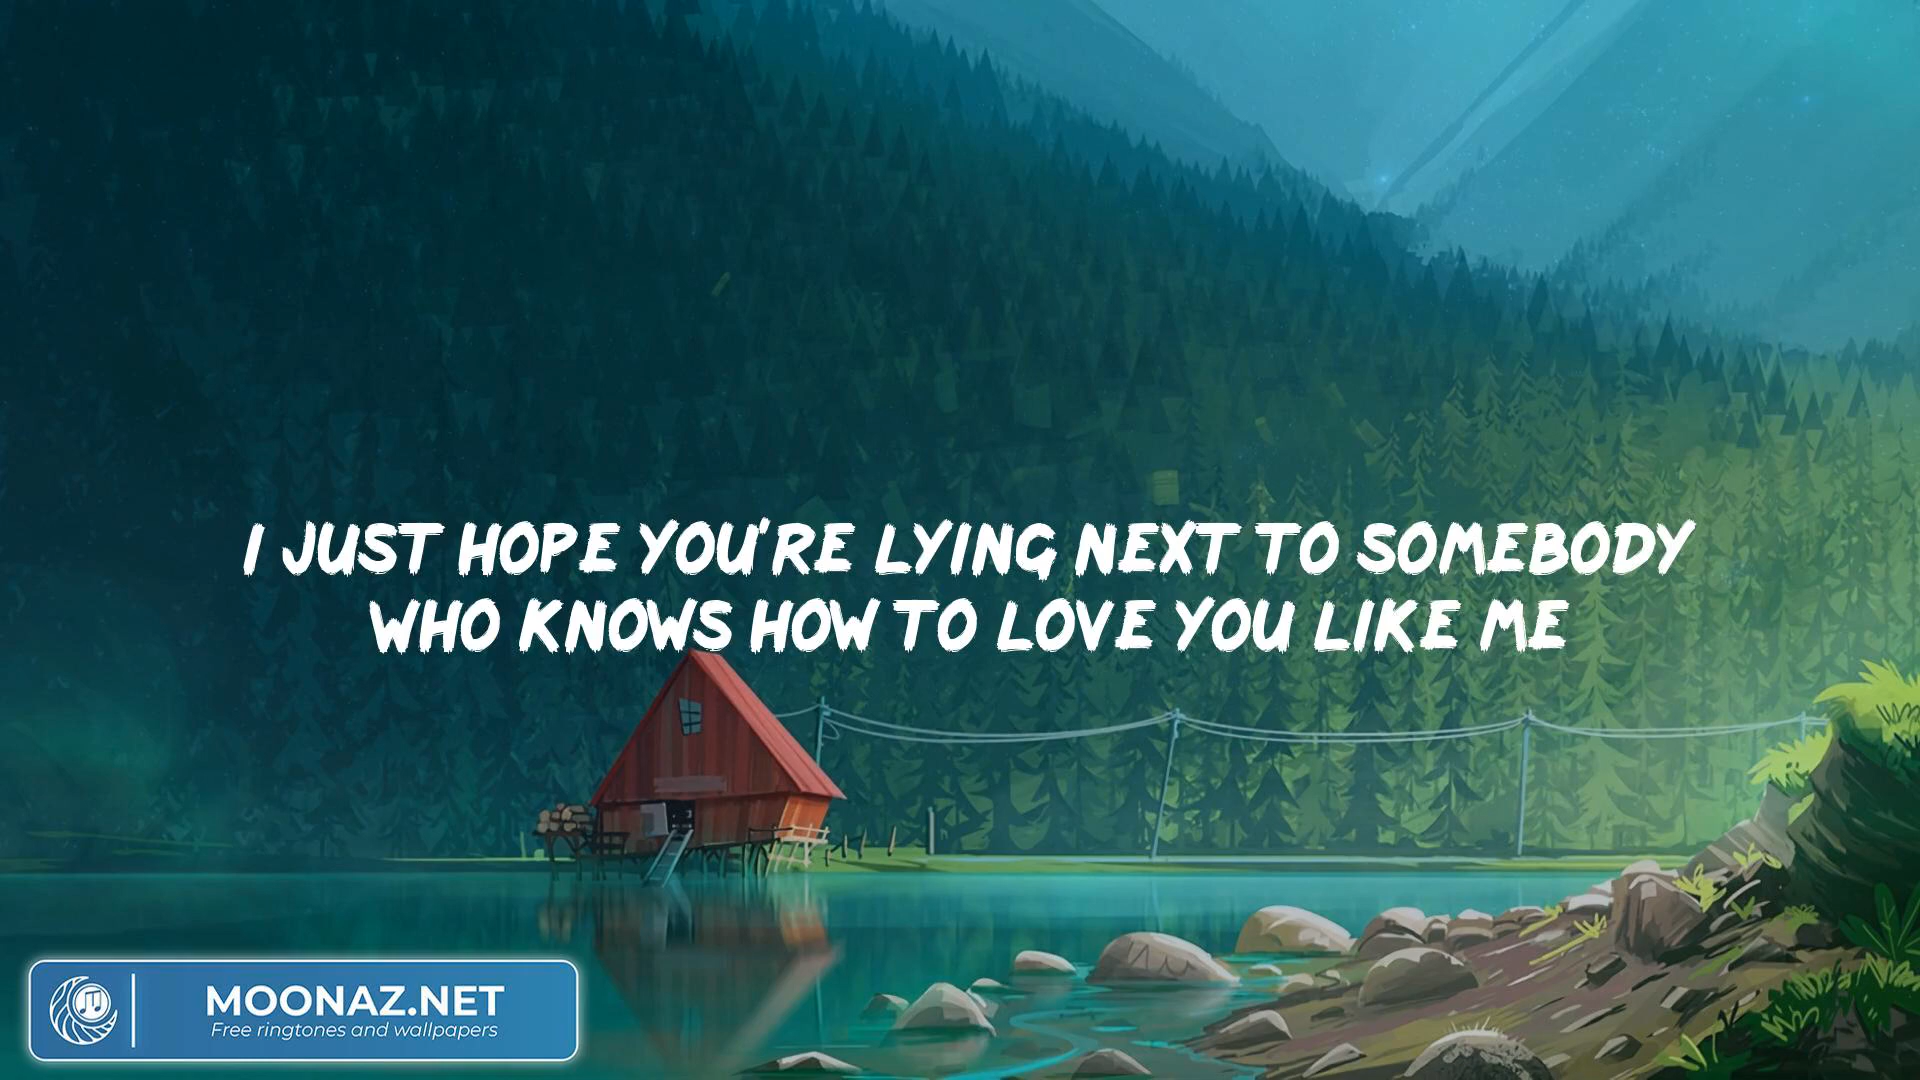 I JUST HOPE YOU'RE LYING NEXT TO SOMEBODY
WHO KNOWS HOW TO LOVE YOU LIKE ME
MOONAZ.NET
Free ringtones and wallpapers